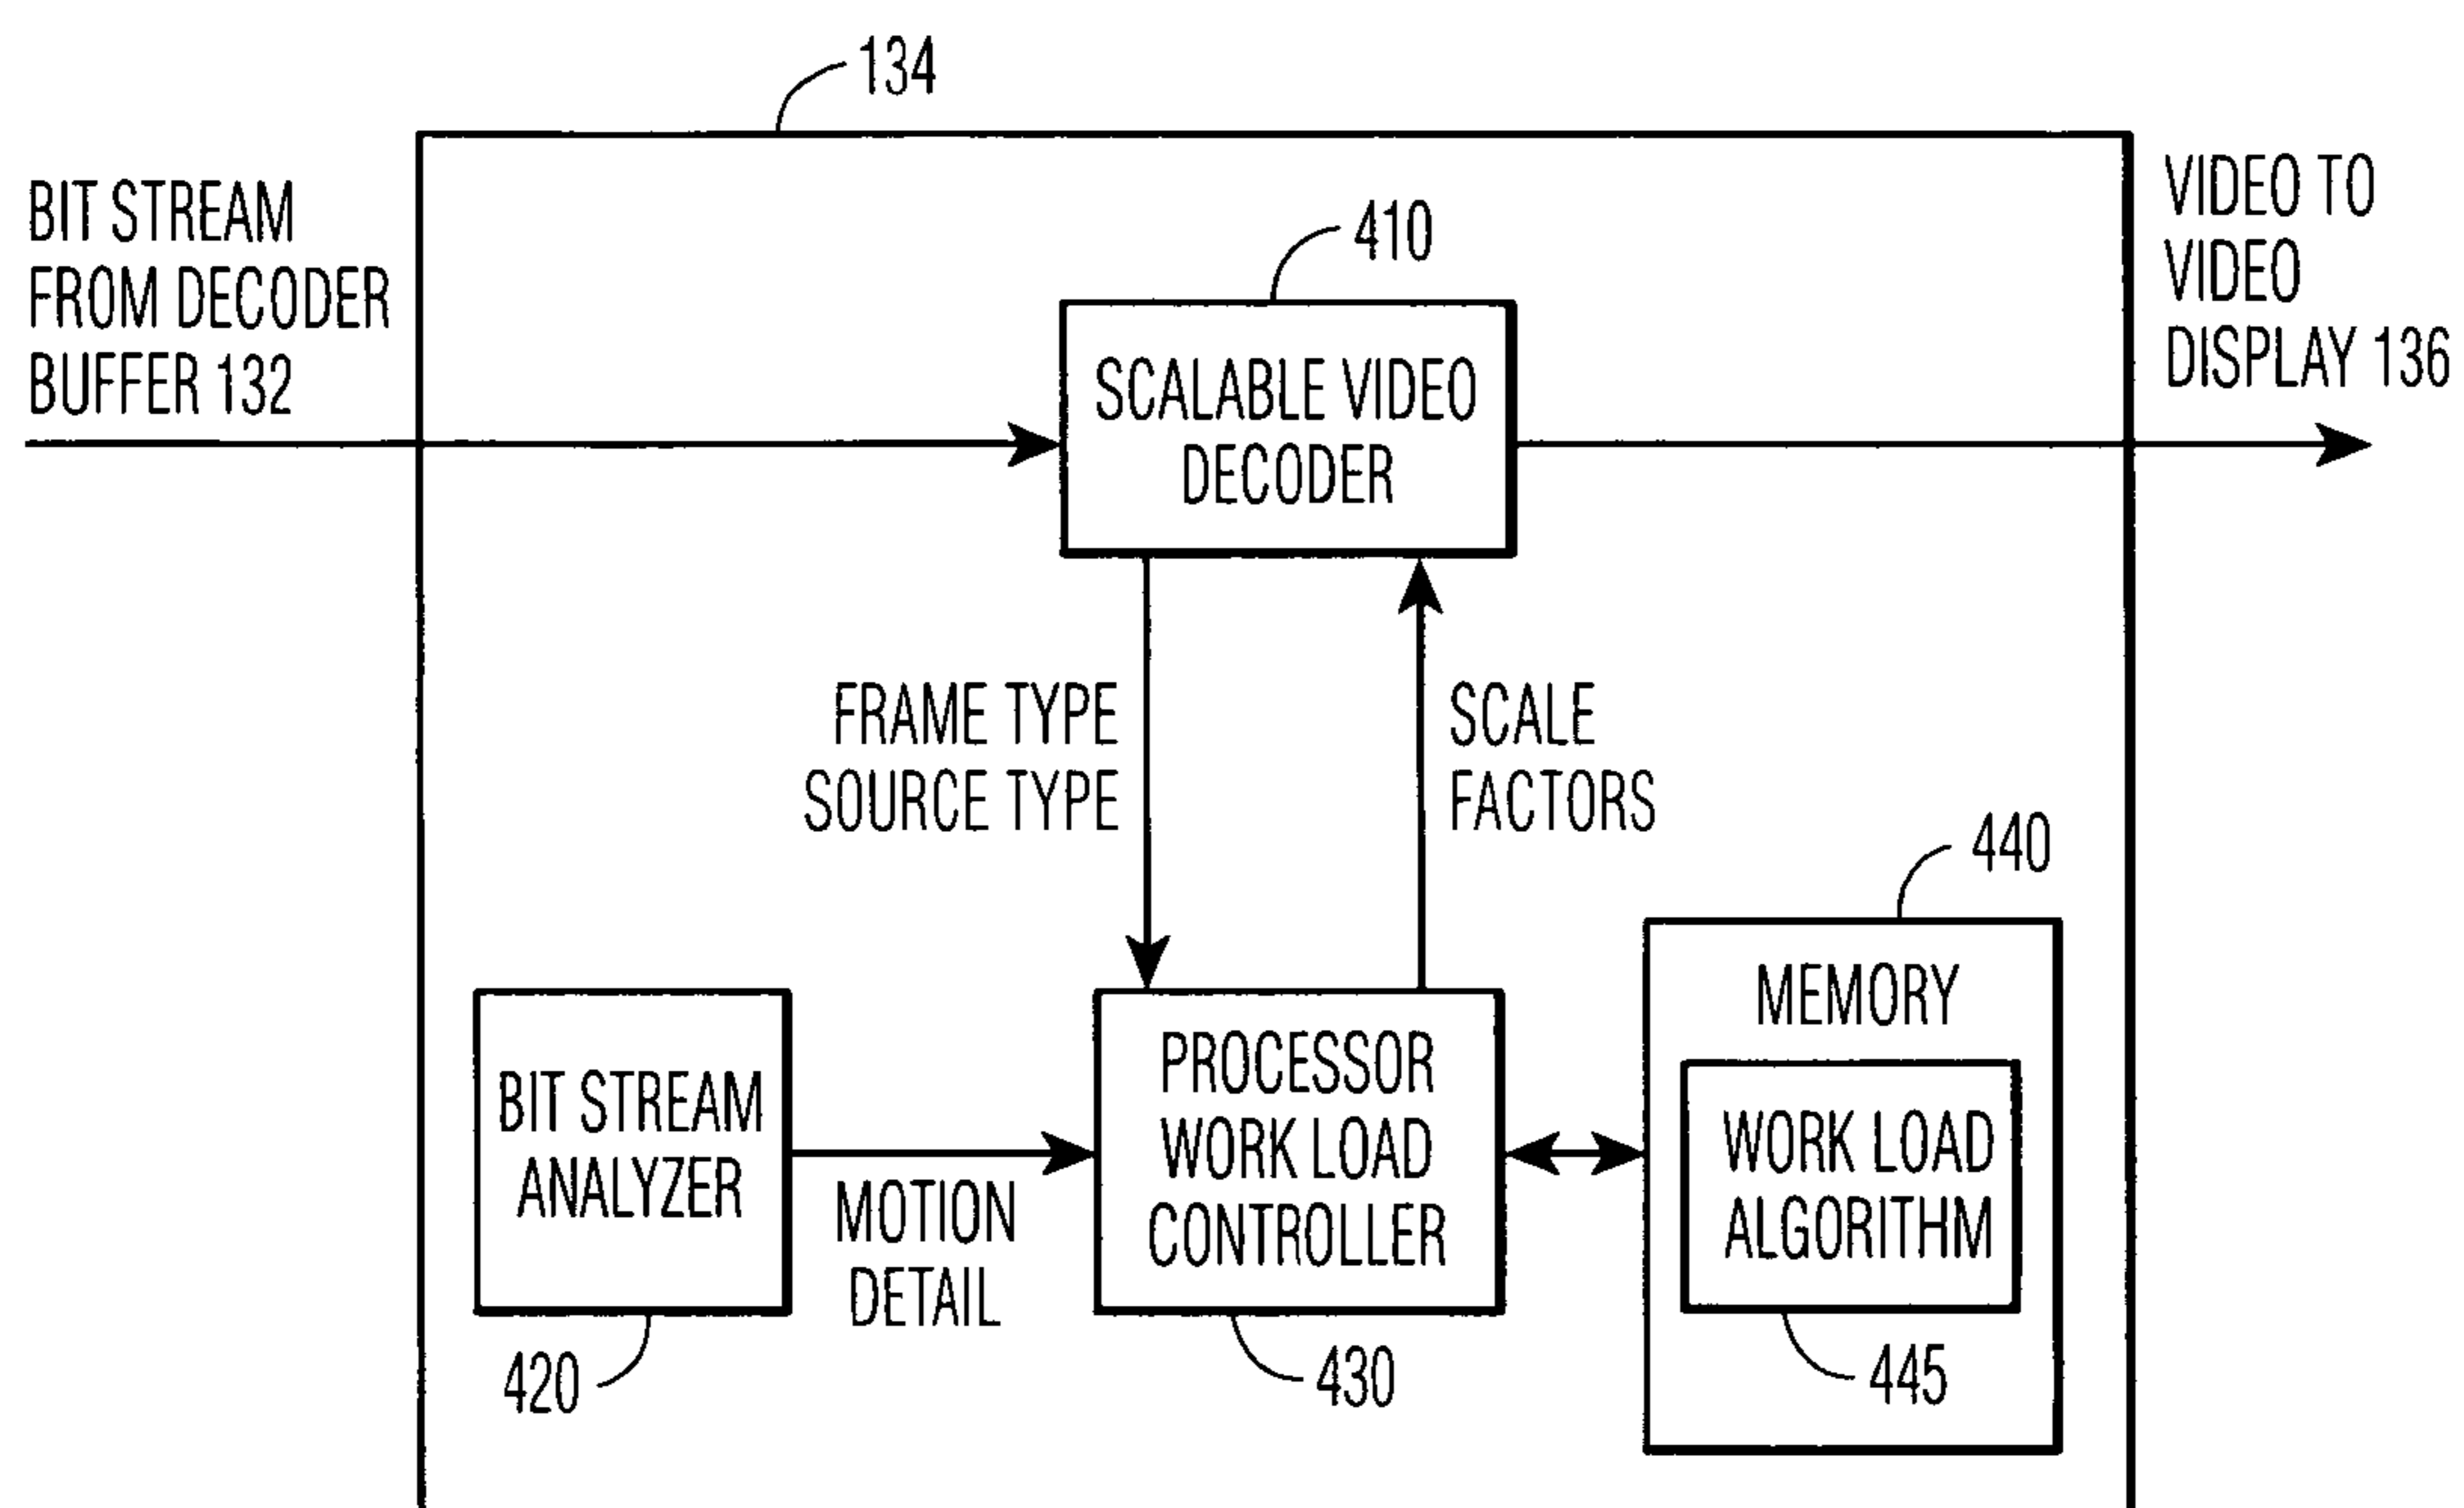 134
BIT STREAM
FROM DECODER
BUFFER 132
VIDEO TO
VIDEO
DISPLAY 136
410
SCALABLE VIDEO
DECODER
FRAME TYPE
SOURCE TYPE
SCALE
FACTORS
440
MEMORY
BIT STREAM
ANALYZER
MOTION
DETAIL
PROCESSOR
WORK LOAD
CONTROLLER
WORK LOAD
ALGORITHM
420
430
445